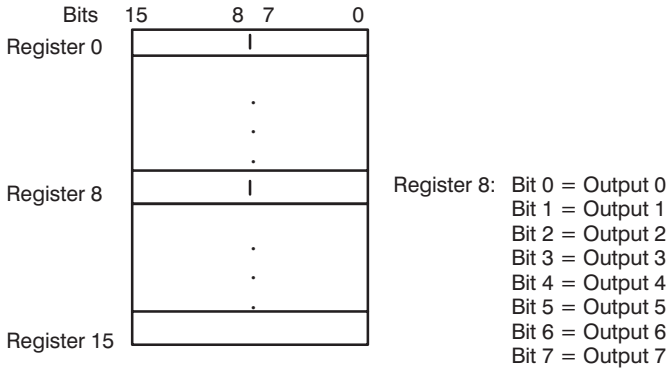 Bits 15 8 7 0
Register 0
Register 8
Register 8: Bit 0 = Output 0
Bit 1 = Output 1
Bit 2 = Output 2
Bit 3 = Output 3
Bit 4 = Output 4
Bit 5 = Output 5
Bit 6 = Output 6
Bit 7 = Output 7
Register 15